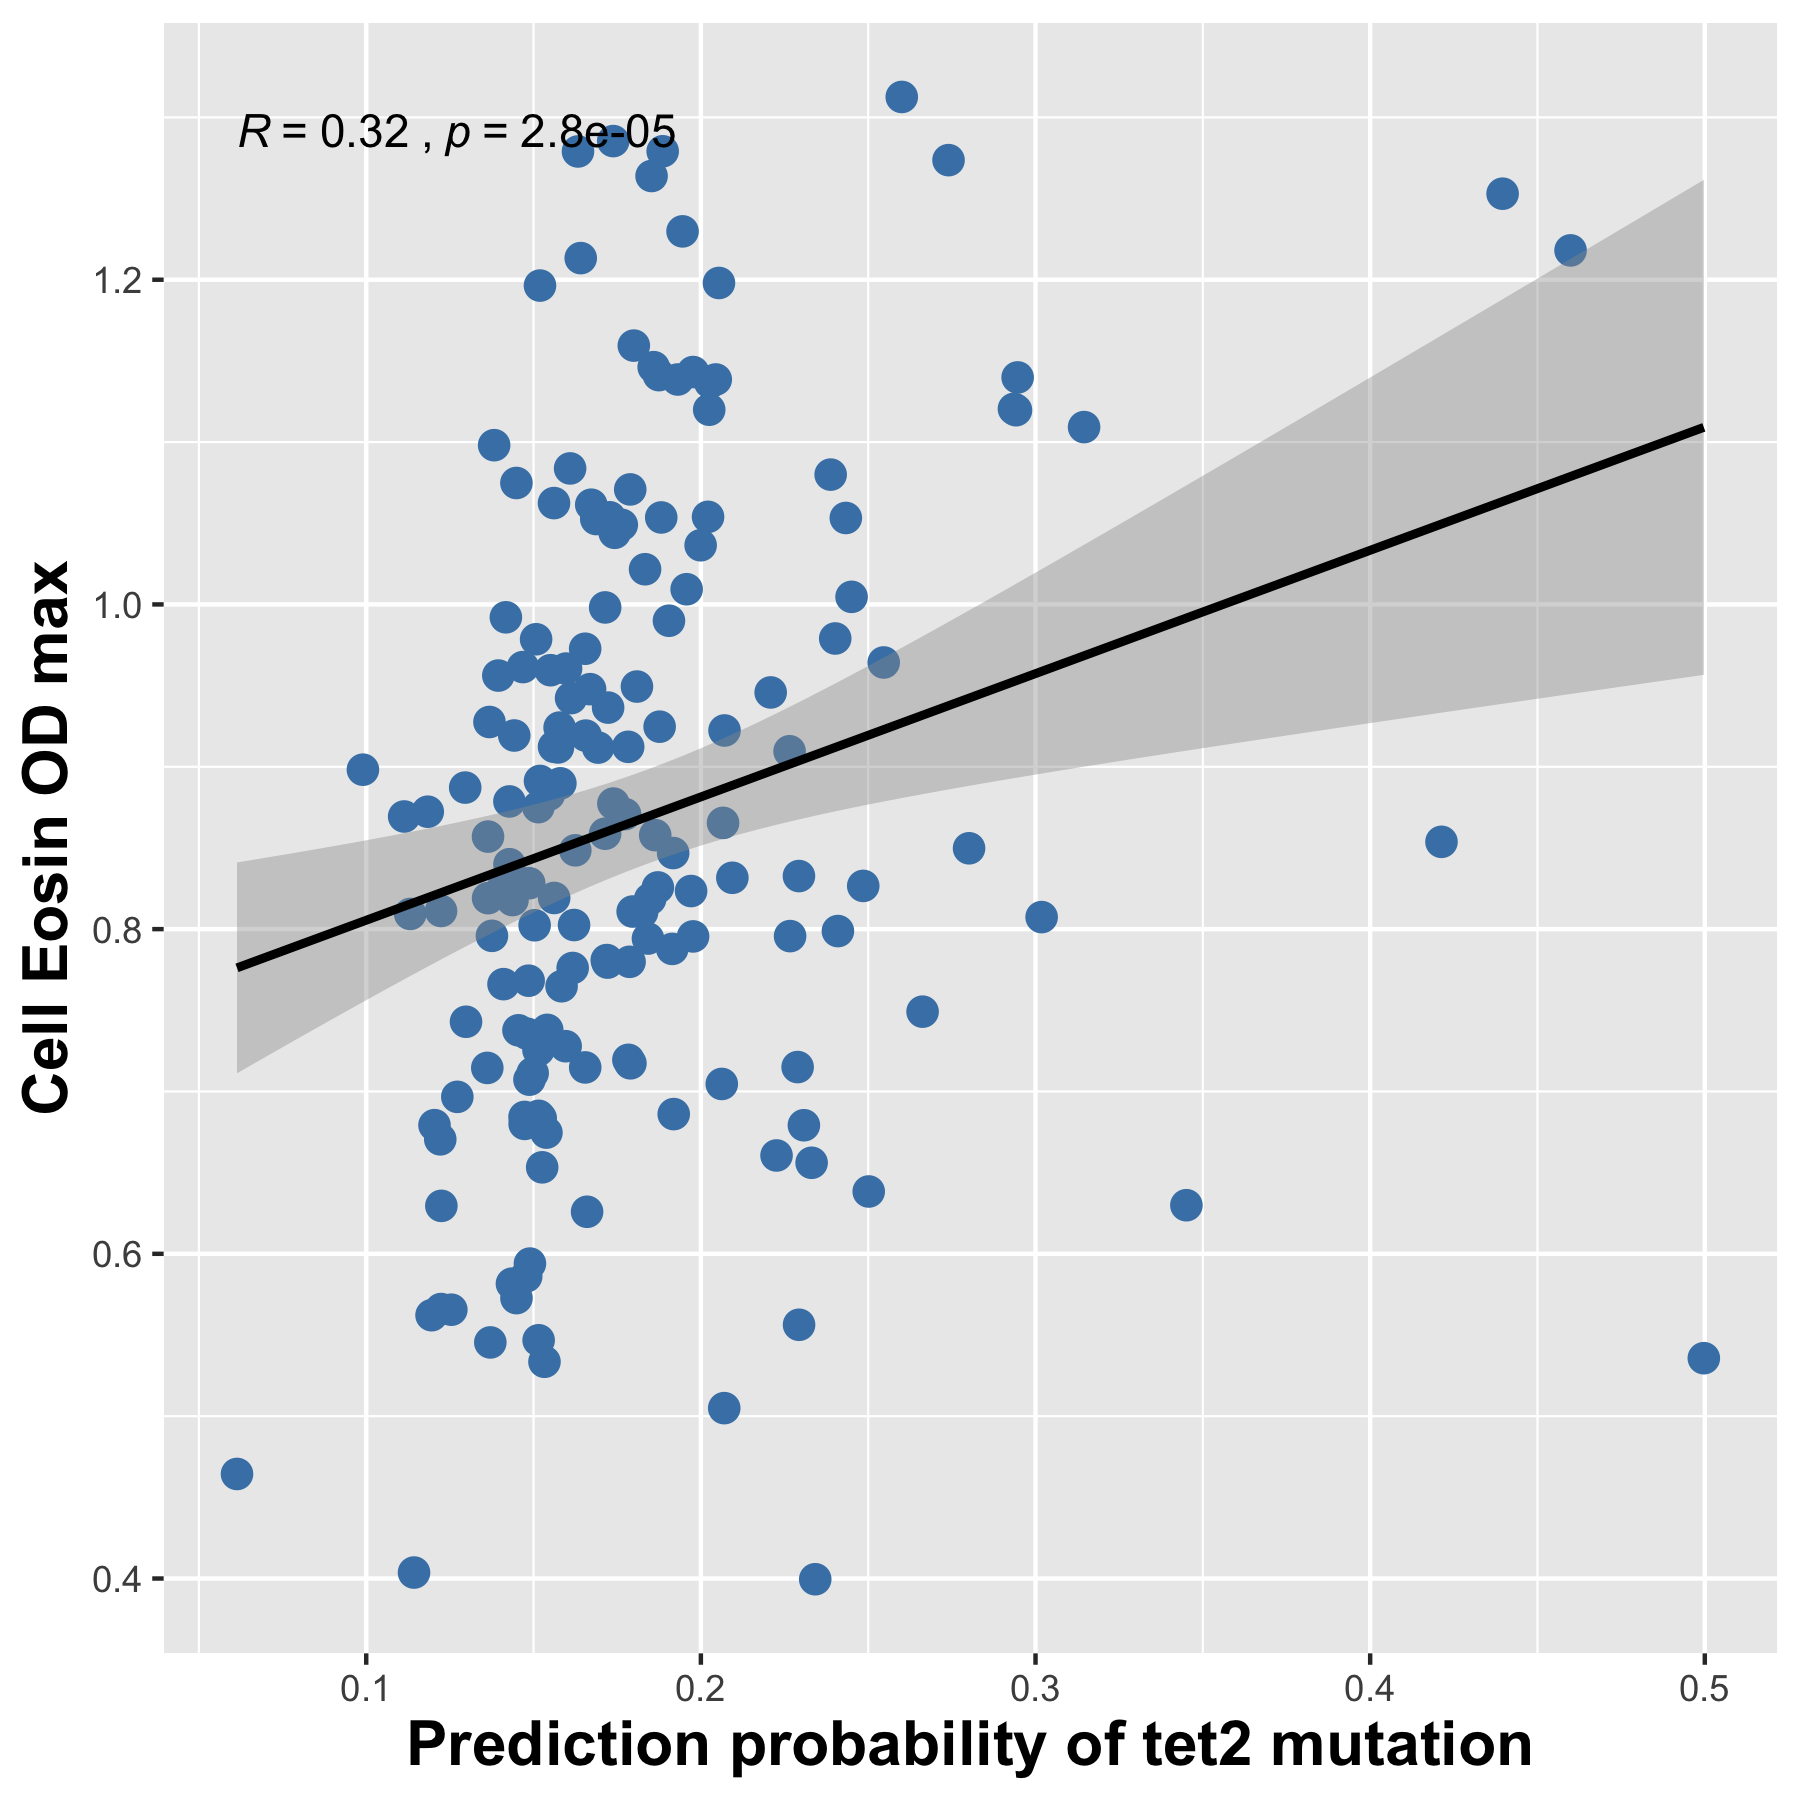 R = 0.32 , p = 2.8e-05
Cell Eosin OD max
1.2
1.0
0.8
0.6
0.4
0.1 0.2 0.3 0.4 0.5
Prediction probability of tet2 mutation